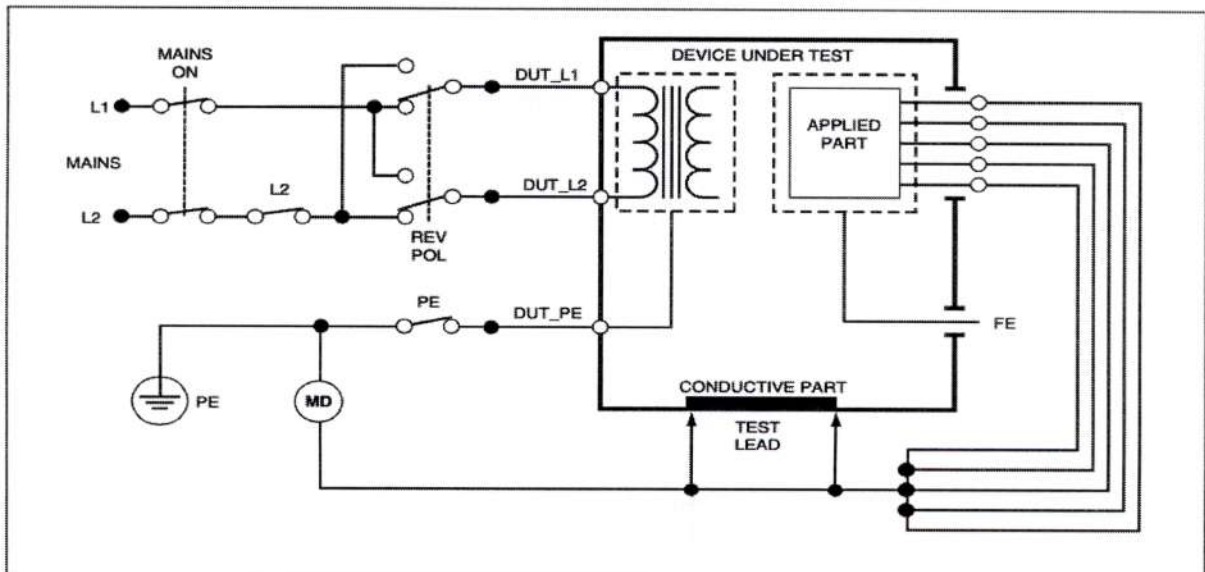 MAINS
ON
DEVICE UNDER TEST
DUT_L1
L1
APPLIED
PART
MAINS
L2
DUT_L2
L2
REV
POL
PE
DUT_PE
FE
CONDUCTIVE PART
PE
MD
TEST
LEAD